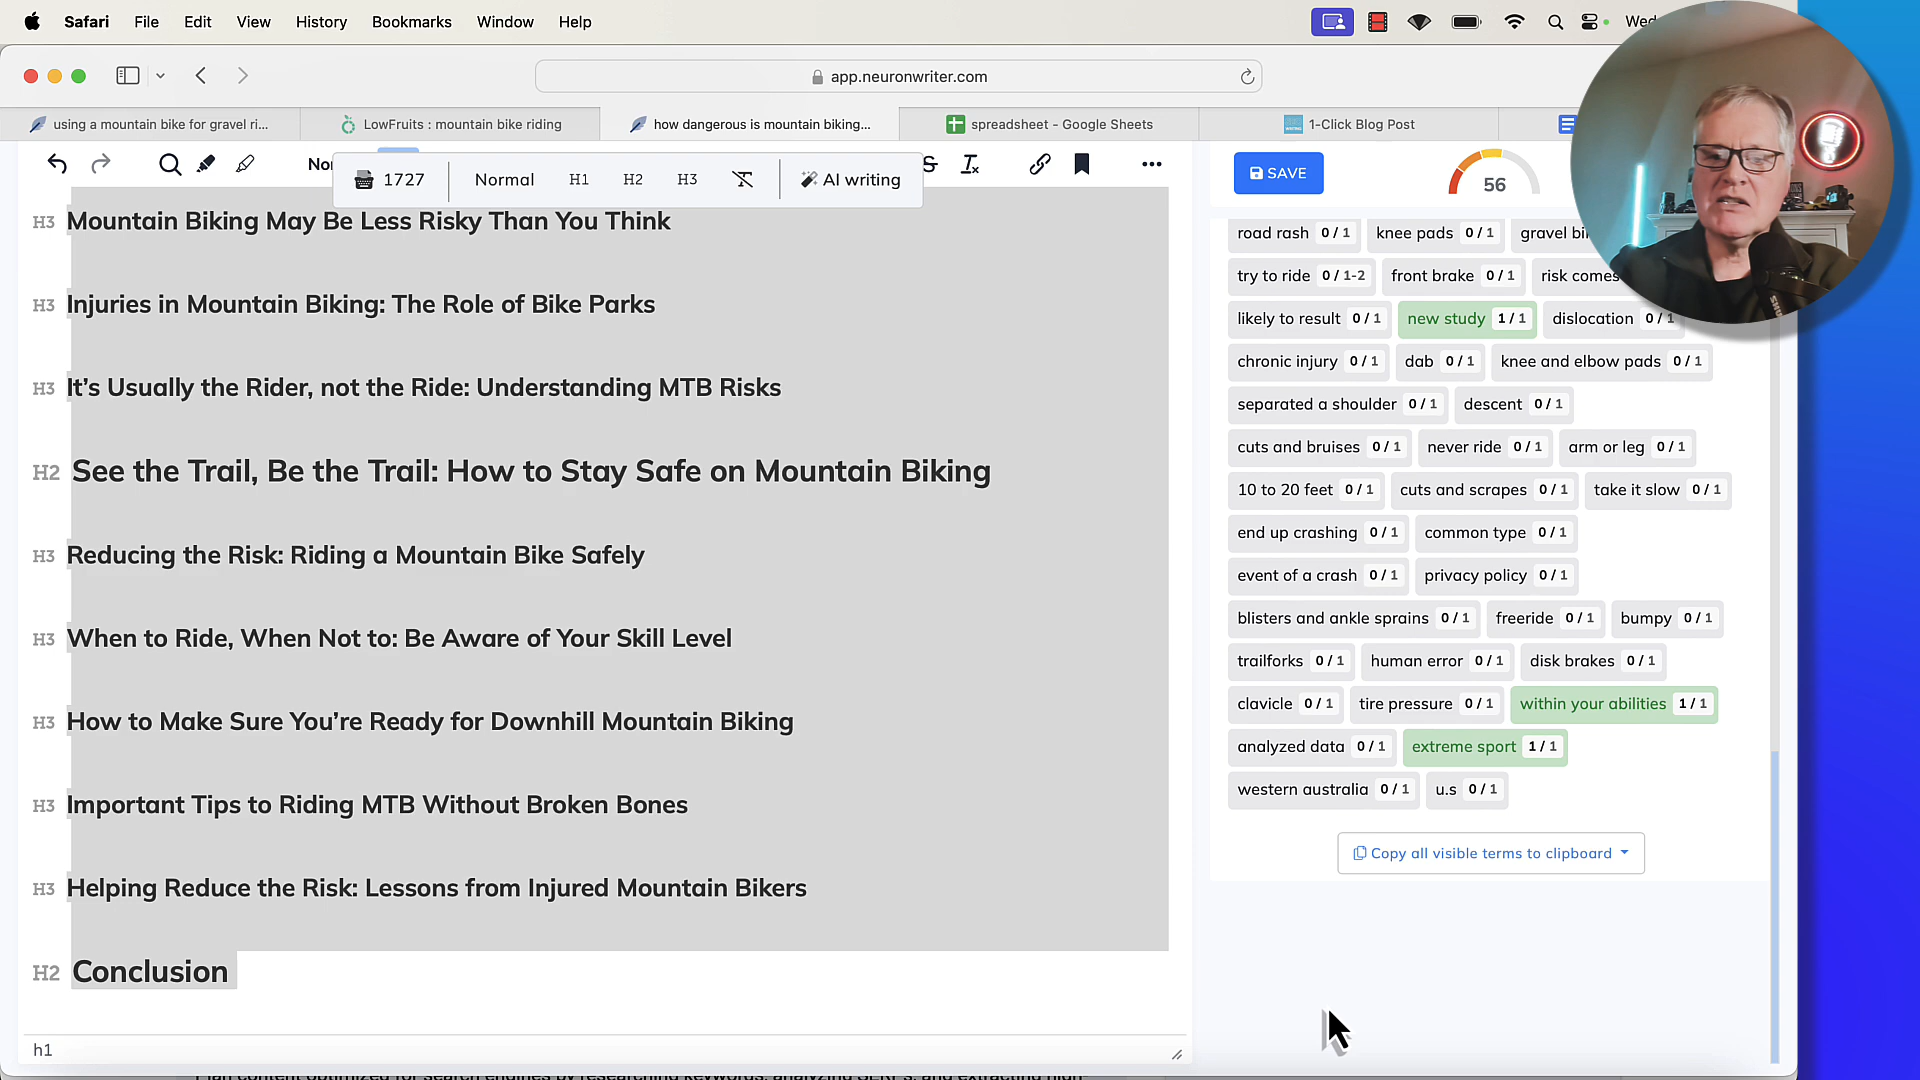 Safari File Edit View History Bookmarks Window Help
app.neuronwriter.com
using a mountain bike for gravel ri...
LowFruits : mountain bike riding
how dangerous is mountain biking...
spreadsheet - Google Sheets
1-Click Blog Post
1727 Normal H1 H2 H3 AI writing
SAVE
56
H3 Mountain Biking May Be Less Risky Than You Think
H3 Injuries in Mountain Biking: The Role of Bike Parks
H3 It’s Usually the Rider, not the Ride: Understanding MTB Risks
H2 See the Trail, Be the Trail: How to Stay Safe on Mountain Biking
H3 Reducing the Risk: Riding a Mountain Bike Safely
H3 When to Ride, When Not to: Be Aware of Your Skill Level
H3 How to Make Sure You’re Ready for Downhill Mountain Biking
H3 Important Tips to Riding MTB Without Broken Bones
H3 Helping Reduce the Risk: Lessons from Injured Mountain Bikers
H2 Conclusion
h1
road rash 0 / 1 knee pads 0 / 1 gravel
try to ride 0 / 1-2 front brake 0 / 1 risk comes
likely to result 0 / 1 new study 1 / 1 dislocation 0 / 1
chronic injury 0 / 1 dab 0 / 1 knee and elbow pads 0 / 1
separated a shoulder 0 / 1 descent 0 / 1
cuts and bruises 0 / 1 never ride 0 / 1 arm or leg 0 / 1
10 to 20 feet 0 / 1 cuts and scrapes 0 / 1 take it slow 0 / 1
end up crashing 0 / 1 common type 0 / 1
event of a crash 0 / 1 privacy policy 0 / 1
blisters and ankle sprains 0 / 1 freeride 0 / 1 bumpy 0 / 1
trailforks 0 / 1 human error 0 / 1 disk brakes 0 / 1
clavicle 0 / 1 tire pressure 0 / 1 within your abilities 1 / 1
analyzed data 0 / 1 extreme sport 1 / 1
western australia 0 / 1 u.s 0 / 1
Copy all visible terms to clipboard